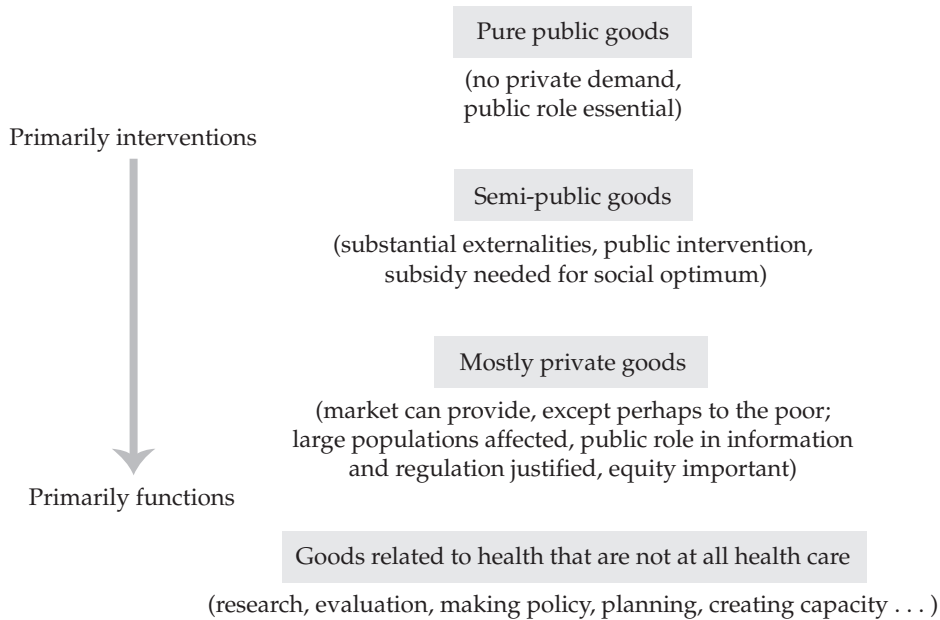 Pure public goods
(no private demand,
public role essential)
Primarily interventions
Semi-public goods
(substantial externalities, public intervention,
subsidy needed for social optimum)
Mostly private goods
(market can provide, except perhaps to the poor;
large populations affected, public role in information
and regulation justified, equity important)
Primarily functions
Goods related to health that are not at all health care
(research, evaluation, making policy, planning, creating capacity . . . )